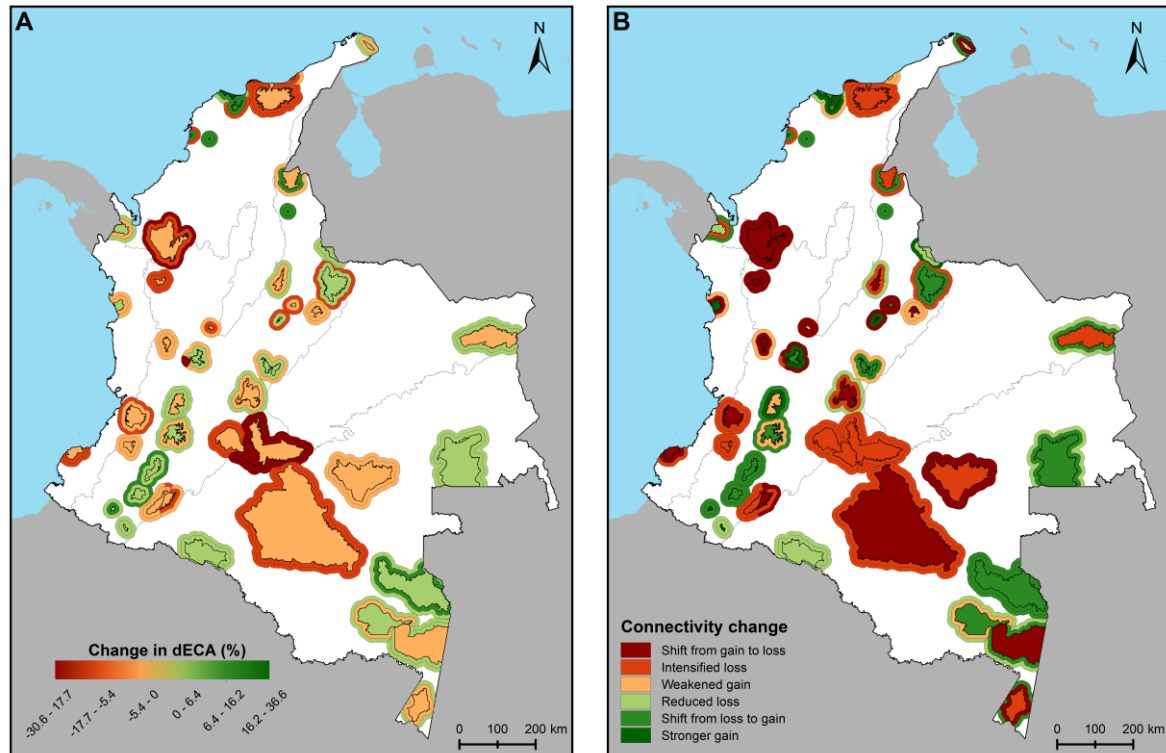 A
N
Change in dECA (%)
-30.6 - 17.7
-17.7 - -5.4
-5.4 - 0
0 - 6.4
6.4 - 16.2
16.2 - 36.6
0 100 200 km
B
N
Connectivity change
Shift from gain to loss
Intensified loss
Weakened gain
Reduced loss
Shift from loss to gain
Stronger gain
0 100 200 km